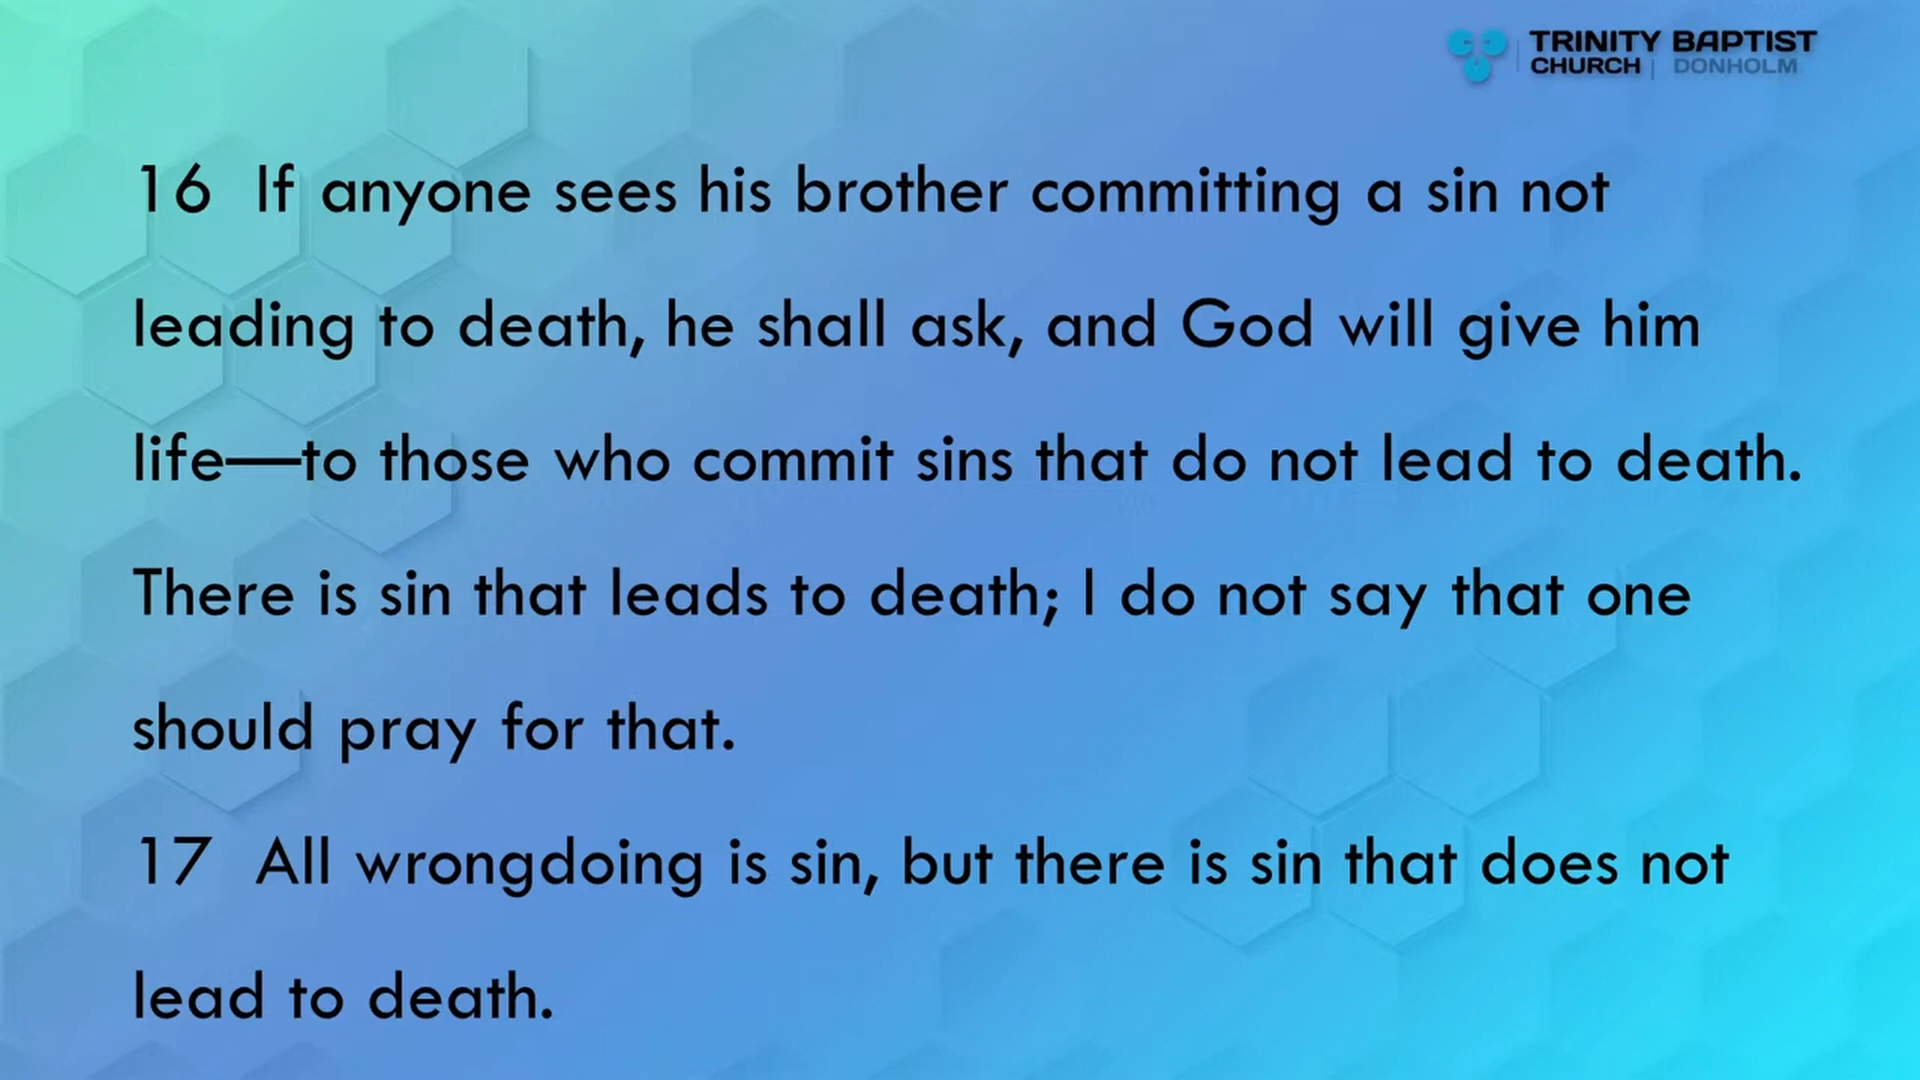 TRINITY BAPTIST
CHURCH | DONHOLM
16 If anyone sees his brother committing a sin not
leading to death, he shall ask, and God will give him
life—to those who commit sins that do not lead to death.
There is sin that leads to death; I do not say that one
should pray for that.
17 All wrongdoing is sin, but there is sin that does not
lead to death.